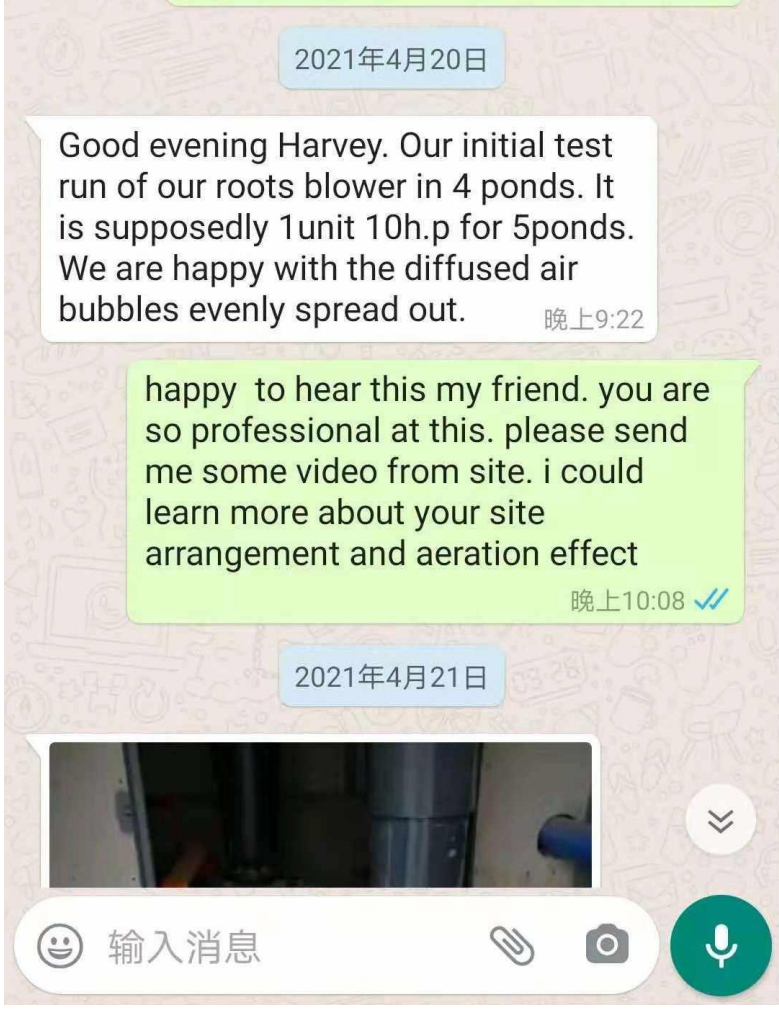 2021年4月20日
Good evening Harvey. Our initial test
run of our roots blower in 4 ponds. It
is supposedly 1unit 10h.p for 5ponds.
We are happy with the diffused air
bubbles evenly spread out.
晚上9:22
happy  to hear this my friend. you are
so professional at this. please send
me some video from site. i could
learn more about your site
arrangement and aeration effect
晚上10:08
2021年4月21日
输入消息